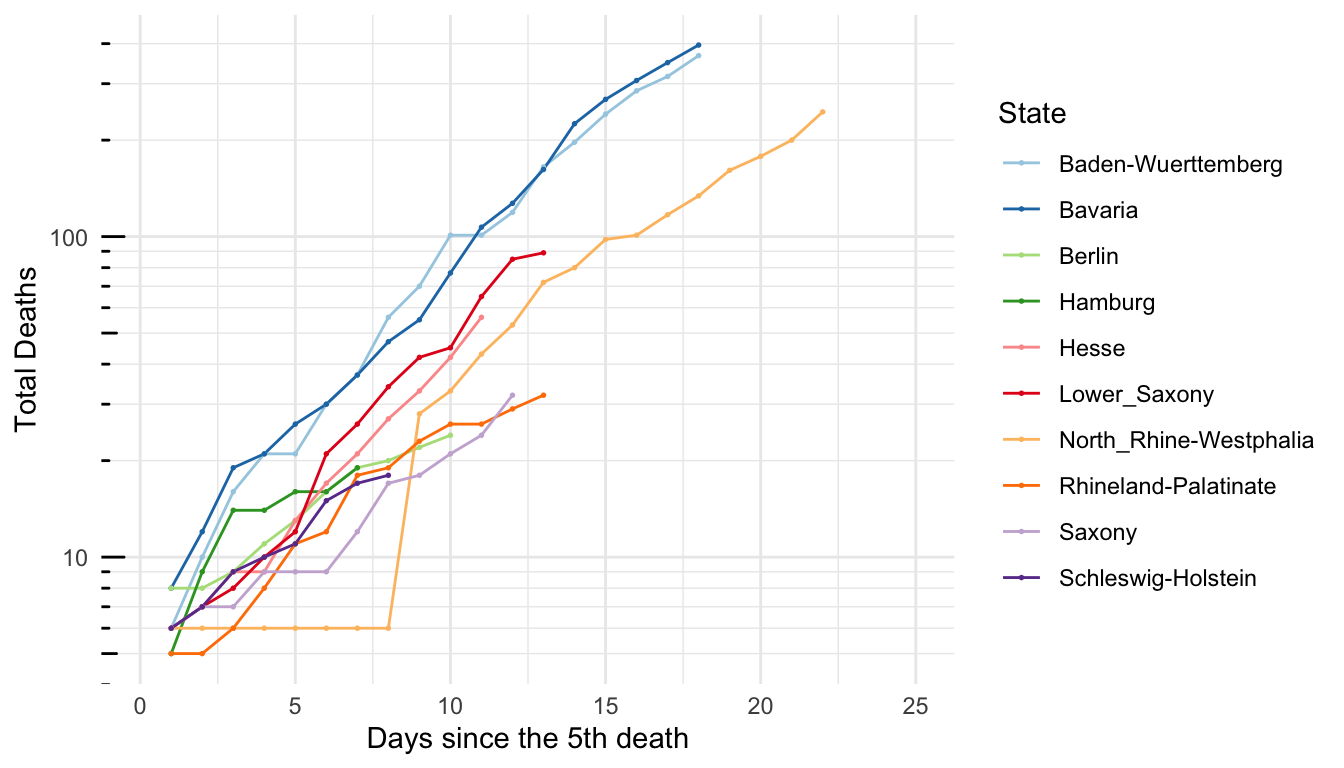 Total Deaths
100
10
0 5 10 15 20 25
Days since the 5th death
State
Baden-Wuerttemberg
Bavaria
Berlin
Hamburg
Hesse
Lower_Saxony
North_Rhine-Westphalia
Rhineland-Palatinate
Saxony
Schleswig-Holstein